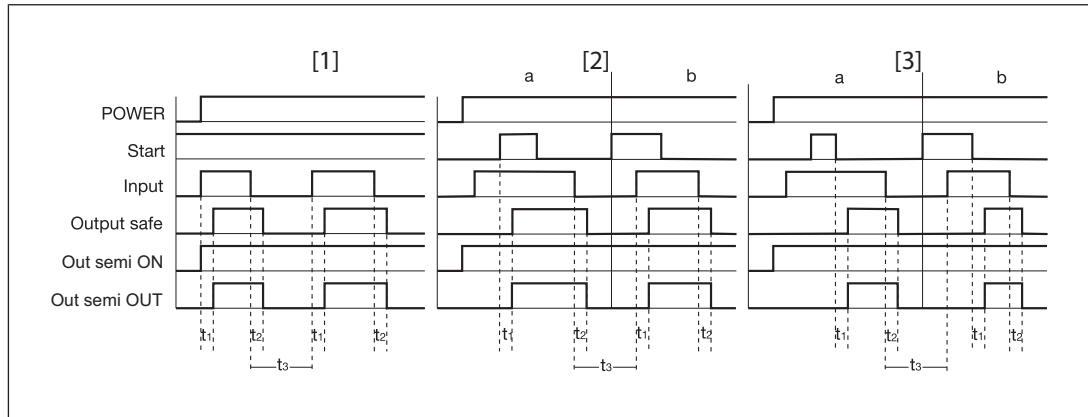 [1] [2] [3]
a b a b
POWER
Start
Input
Output safe
Out semi ON
Out semi OUT
t1 t2 t1 t2 t1 t2 t1 t2 t1 t2 t1 t2
t3 t3 t3